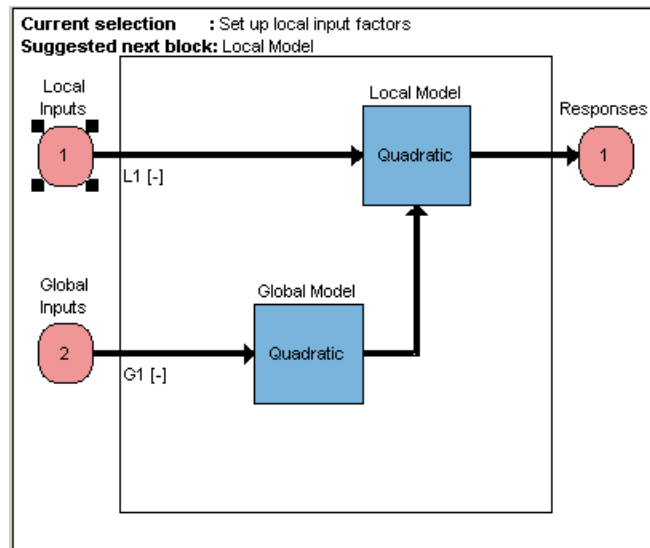 Current selection : Set up local input factors
Suggested next block: Local Model
Local
Inputs
Local Model
Responses
1
Quadratic
1
L1 [-]
Global
Inputs
Global Model
2
Quadratic
G1 [-]